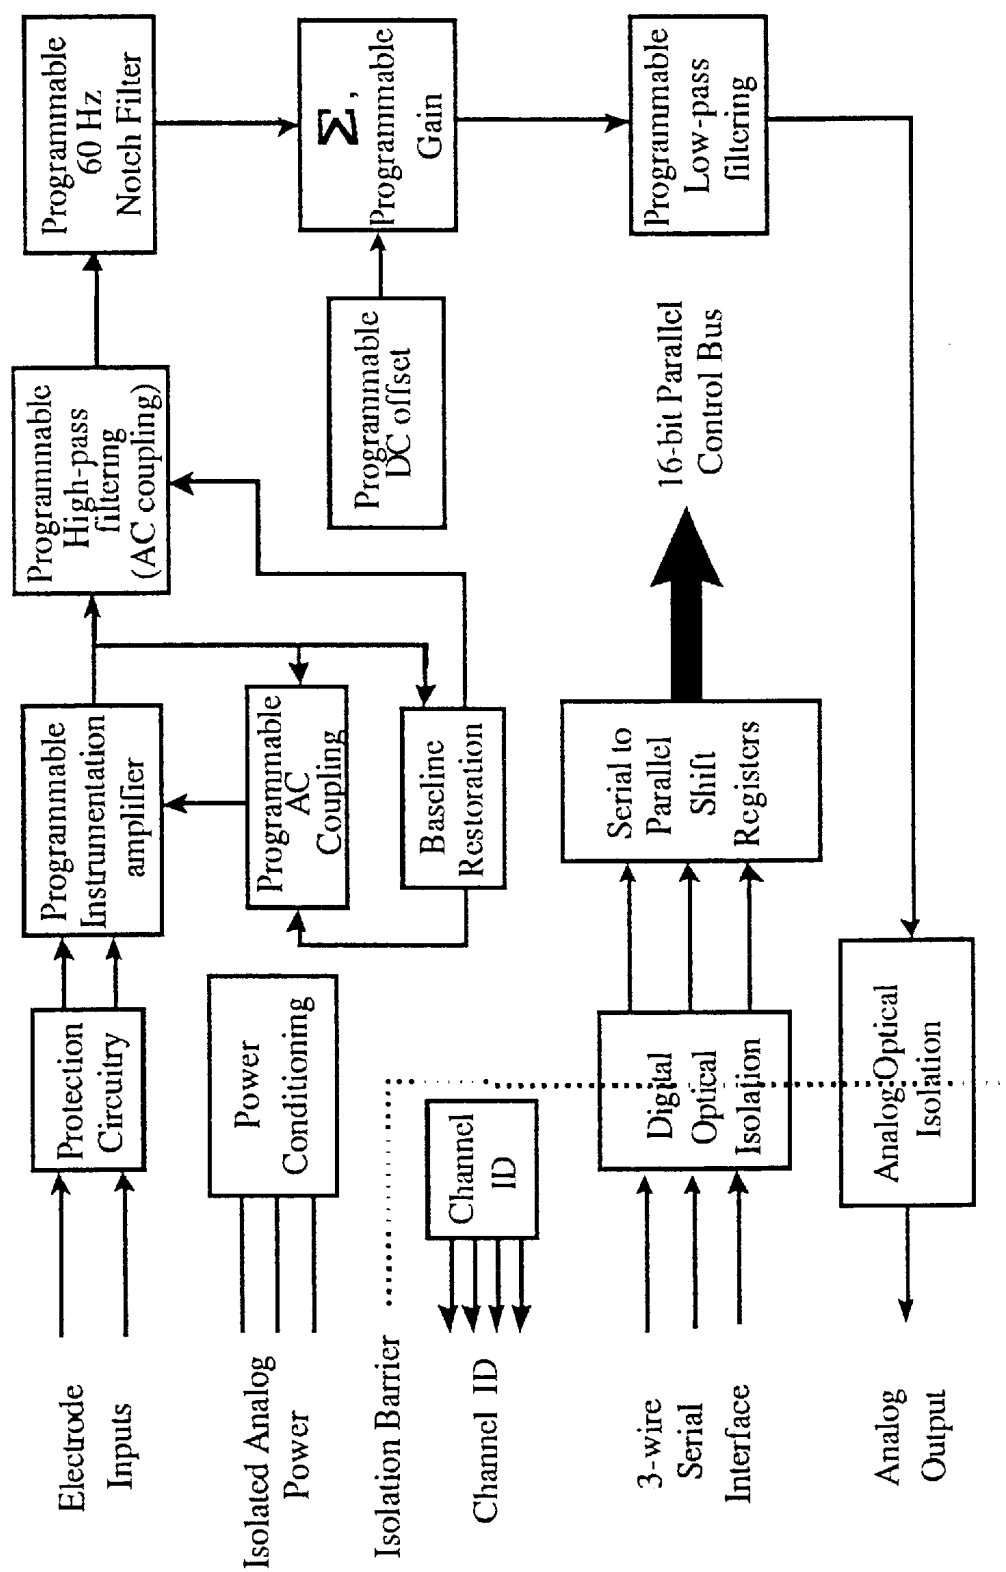 Electrode
Inputs
Protection
Circuitry
Programmable
Instrumentation
amplifier
Programmable
High-pass
filtering
(AC coupling)
Programmable
60 Hz
Notch Filter
Isolated Analog
Power
Power
Conditioning
Programmable
AC
Coupling
Baseline
Restoration
Programmable
DC offset
Σ,
Programmable
Gain
Isolation Barrier
Channel ID
Channel
ID
3-wire
Serial
Interface
Digital
Optical
Isolation
Serial to
Parallel
Shift
Registers
16-bit Parallel
Control Bus
Programmable
Low-pass
filtering
Analog
Output
Analog Optical
Isolation